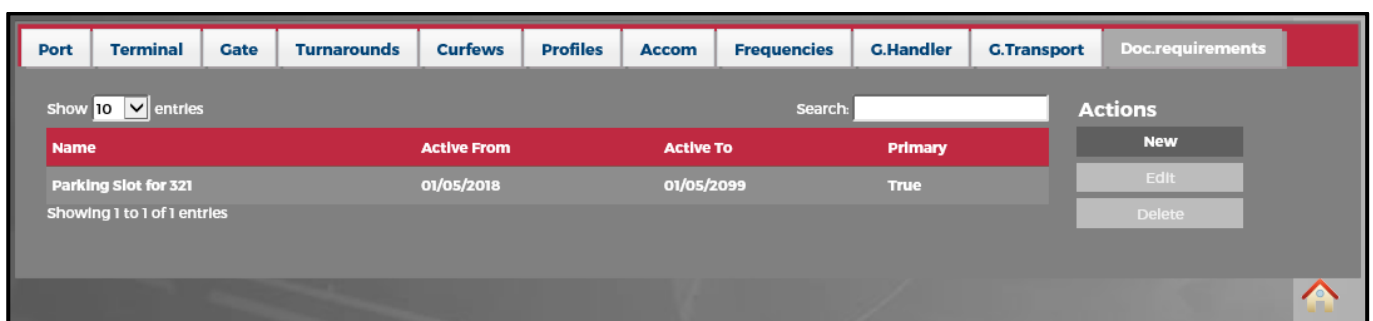 Port Terminal Gate Turnarounds Curfews Profiles Accom Frequencies G.Handler G.Transport Doc.requirements
Show 10 entries Search: Actions
Name Active From Active To Primary New
Parking Slot for 321 01/05/2018 01/05/2099 True Edit
Showing 1 to 1 of 1 entries Delete